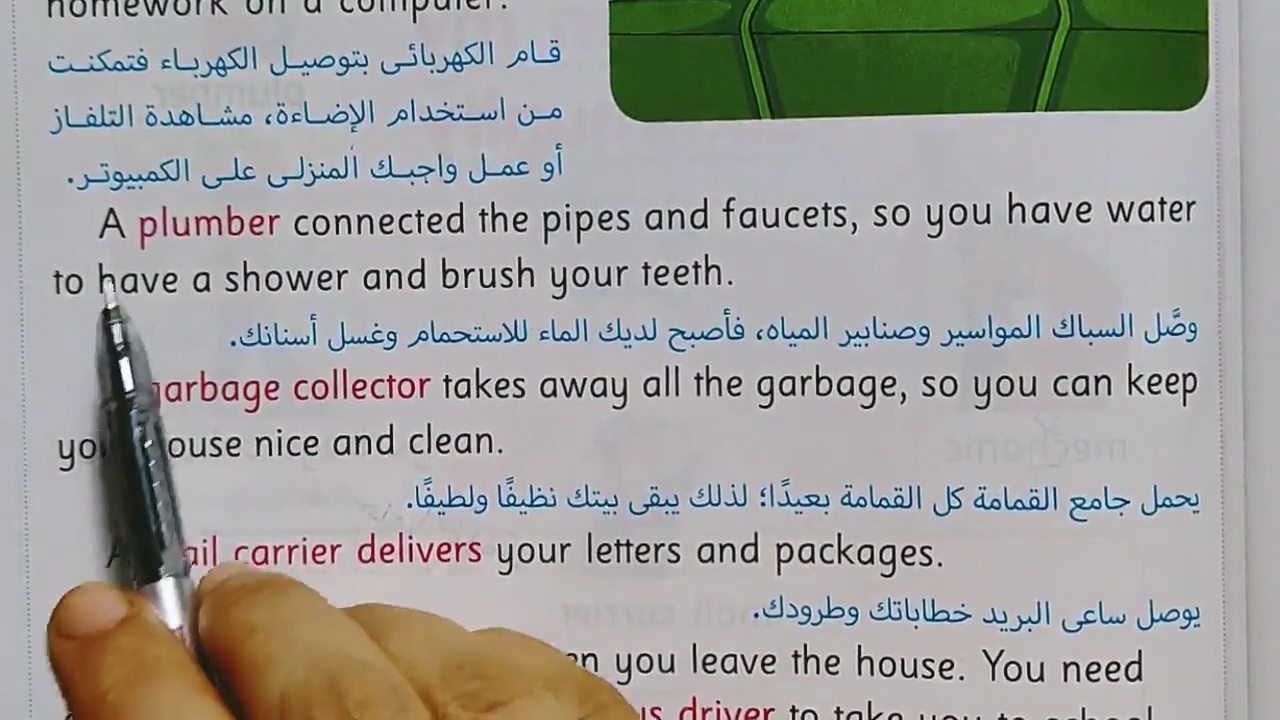 homework on a computer.
قام الكهربائى بتوصيل الكهرباء فتمكنت
من استخدام الإضاءة، مشاهدة التلفاز
أو عمل واجبك المنزلى على الكمبيوتر.
A plumber connected the pipes and faucets, so you have water
to have a shower and brush your teeth.
وصَّل السباك المواسير وصنابير المياه، فأصبح لديك الماء للاستحمام وغسل أسنانك.
garbage collector takes away all the garbage, so you can keep
nice and clean.
يحمل جامع القمامة كل القمامة بعيدًا؛ لذلك يبقى بيتك نظيفًا ولطيفًا.
carrier delivers your letters and packages.
يوصل ساعى البريد خطاباتك وطرودك.
you leave the house. You need
driver to take you to school